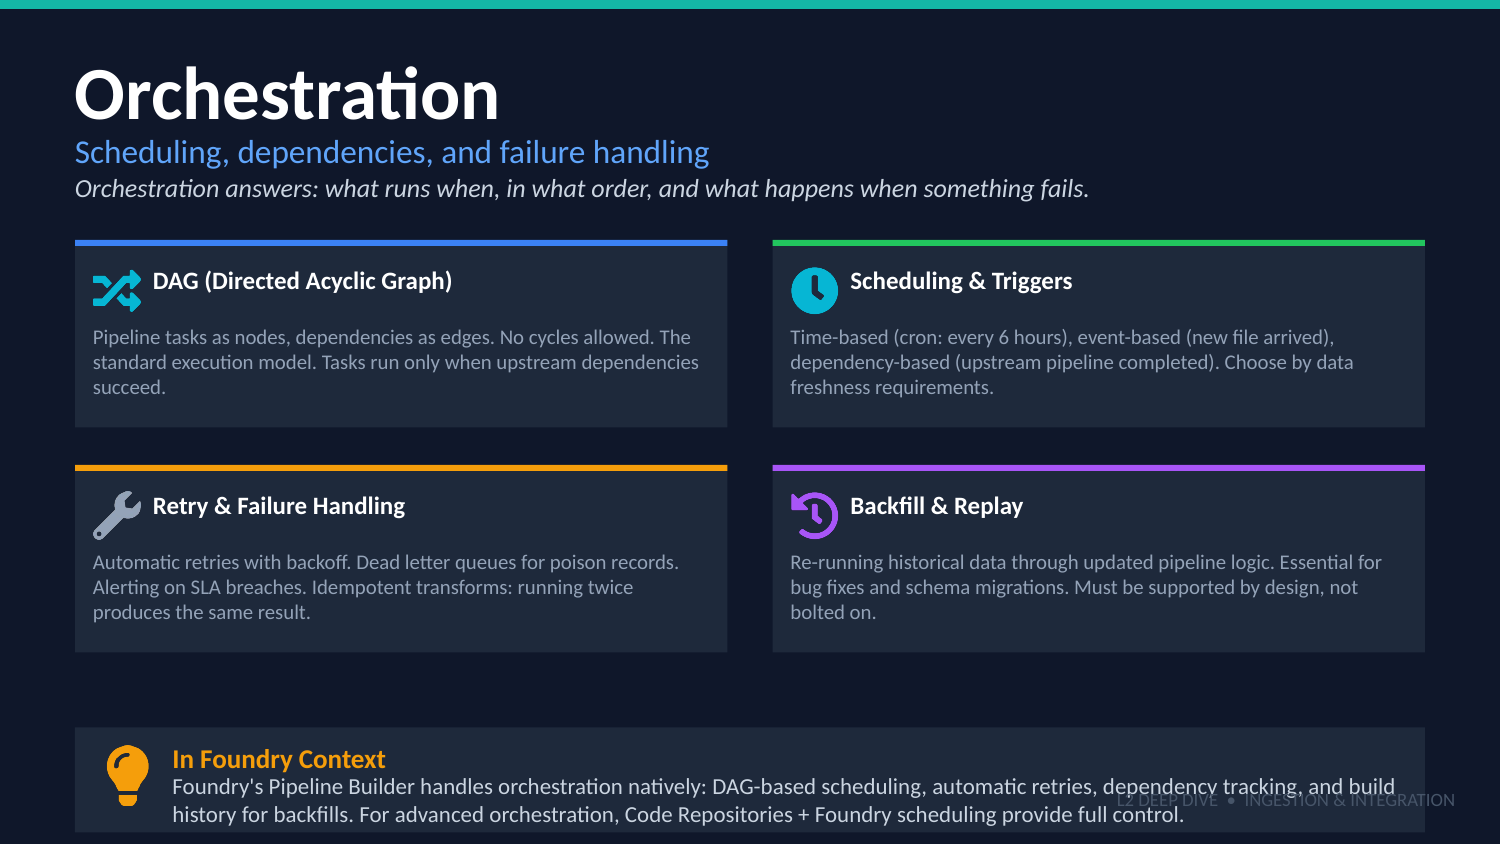 Orchestration
Scheduling, dependencies, and failure handling
Orchestration answers: what runs when, in what order, and what happens when something fails.
DAG (Directed Acyclic Graph)
Pipeline tasks as nodes, dependencies as edges. No cycles allowed. The
standard execution model. Tasks run only when upstream dependencies
succeed.
Scheduling & Triggers
Time-based (cron: every 6 hours), event-based (new file arrived),
dependency-based (upstream pipeline completed). Choose by data
freshness requirements.
Retry & Failure Handling
Automatic retries with backoff. Dead letter queues for poison records.
Alerting on SLA breaches. Idempotent transforms: running twice
produces the same result.
Backfill & Replay
Re-running historical data through updated pipeline logic. Essential for
bug fixes and schema migrations. Must be supported by design, not
bolted on.
In Foundry Context
Foundry's Pipeline Builder handles orchestration natively: DAG-based scheduling, automatic retries, dependency tracking, and build
history for backfills. For advanced orchestration, Code Repositories + Foundry scheduling provide full control.
L2 DEEP DIVE • INGESTION & INTEGRATION